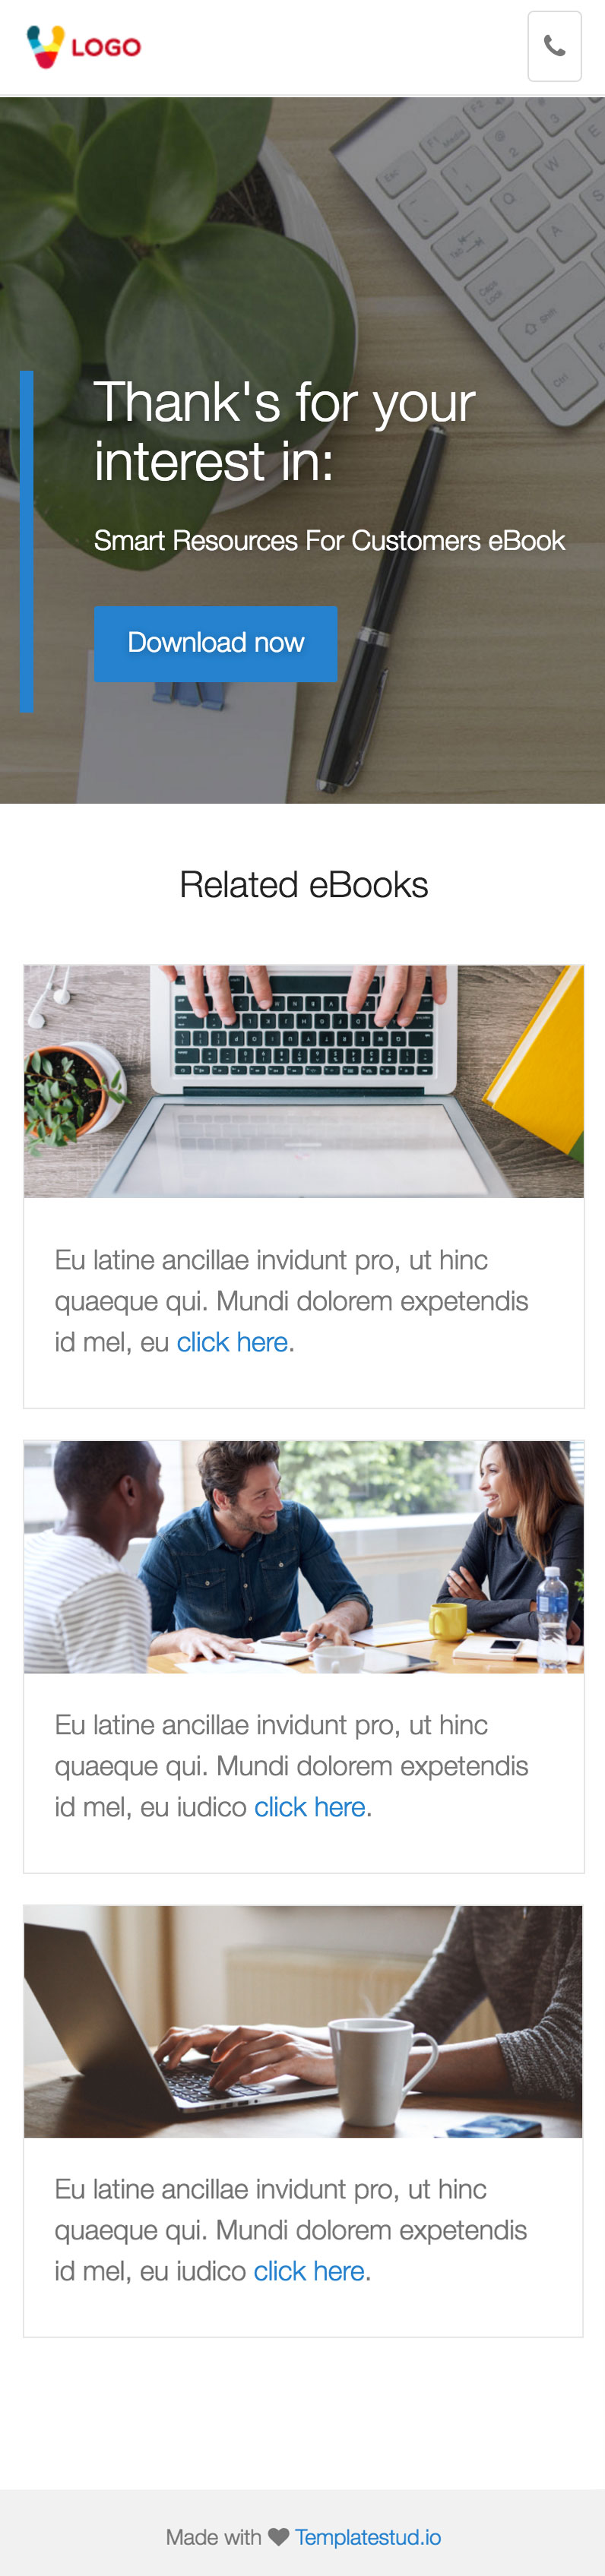 LOGO
Thank's for your
interest in:
Smart Resources For Customers eBook
Download now
Related eBooks
Eu latine ancillae invidunt pro, ut hinc
quaeque qui. Mundi dolorem expetendis
id mel, eu click here.
Eu latine ancillae invidunt pro, ut hinc
quaeque qui. Mundi dolorem expetendis
id mel, eu iudico click here.
Eu latine ancillae invidunt pro, ut hinc
quaeque qui. Mundi dolorem expetendis
id mel, eu iudico click here.
Made with ♥ Templatestud.io